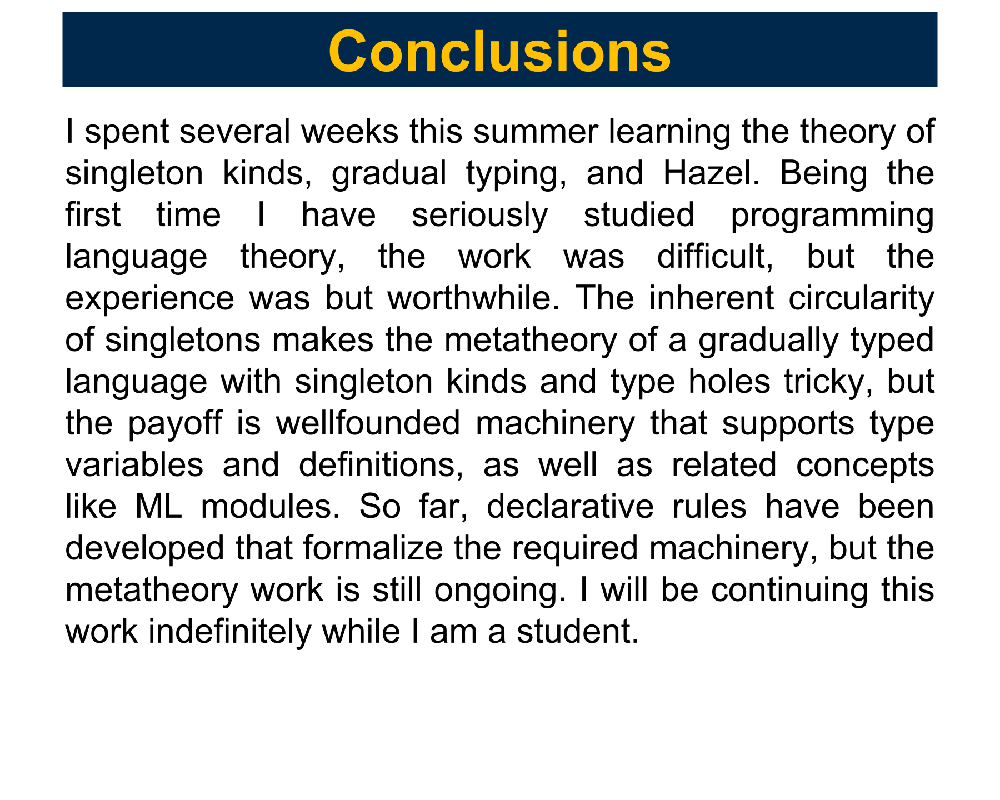 Conclusions
I spent several weeks this summer learning the theory of
singleton kinds, gradual typing, and Hazel. Being the
first time I have seriously studied programming
language theory, the work was difficult, but the
experience was but worthwhile. The inherent circularity
of singletons makes the metatheory of a gradually typed
language with singleton kinds and type holes tricky, but
the payoff is wellfounded machinery that supports type
variables and definitions, as well as related concepts
like ML modules. So far, declarative rules have been
developed that formalize the required machinery, but the
metatheory work is still ongoing. I will be continuing this
work indefinitely while I am a student.